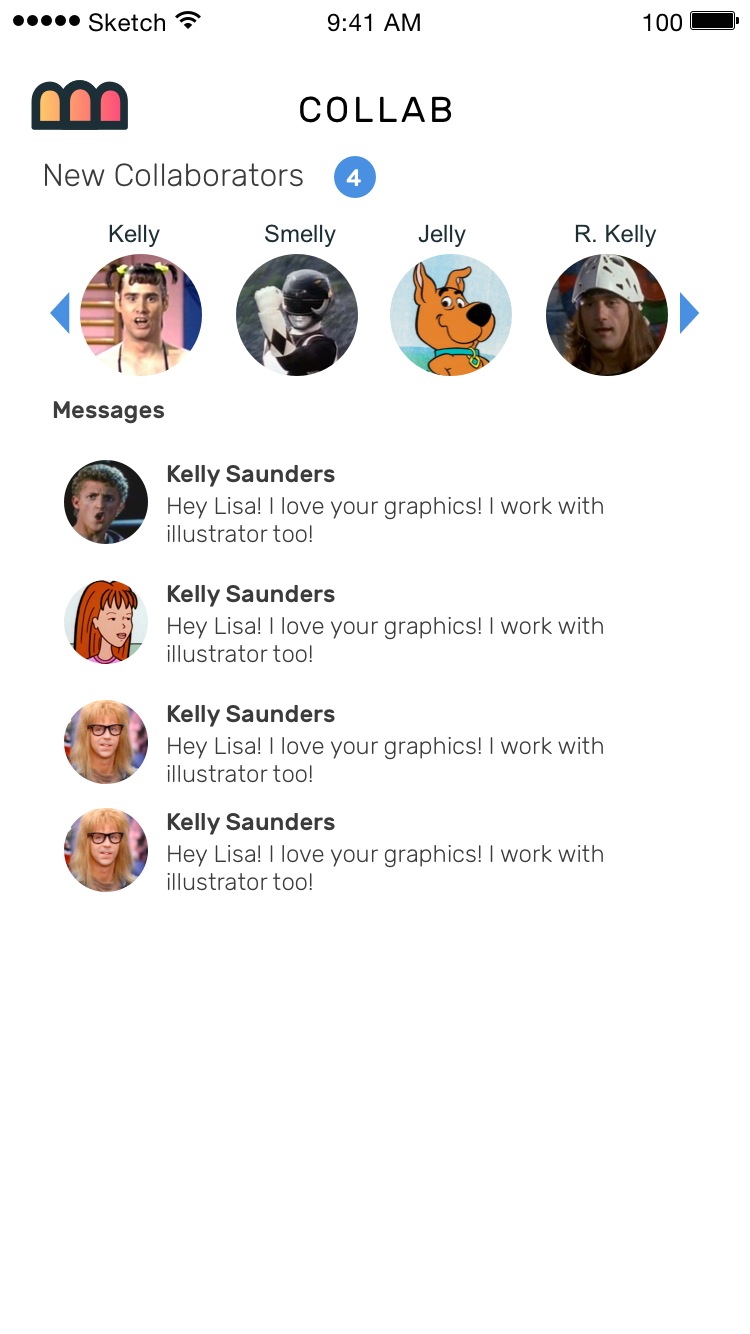 Sketch 9:41 AM 100
COLLAB
New Collaborators 4
Kelly Smelly Jelly R. Kelly
Messages
Kelly Saunders
Hey Lisa! I love your graphics! I work with
illustrator too!
Kelly Saunders
Hey Lisa! I love your graphics! I work with
illustrator too!
Kelly Saunders
Hey Lisa! I love your graphics! I work with
illustrator too!
Kelly Saunders
Hey Lisa! I love your graphics! I work with
illustrator too!